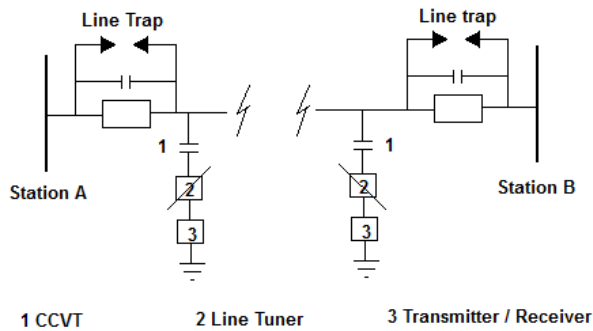 Line Trap
Line trap
1
1
2
2
3
3
Station A
Station B
1 CCVT
2 Line Tuner
3 Transmitter / Receiver